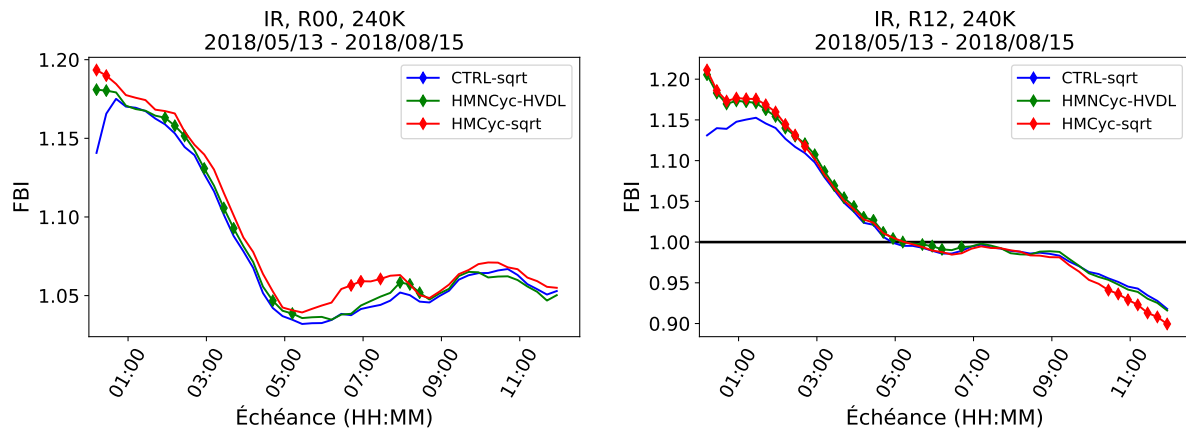 IR, R00, 240K
2018/05/13 - 2018/08/15
1.20
1.15
1.10
1.05
FBI
CTRL-sqrt
HMNCyc-HVDL
HMCyc-sqrt
01:00
03:00
05:00
07:00
09:00
11:00
Échéance (HH:MM)
IR, R12, 240K
2018/05/13 - 2018/08/15
1.20
1.15
1.10
1.05
1.00
0.95
0.90
FBI
CTRL-sqrt
HMNCyc-HVDL
HMCyc-sqrt
01:00
03:00
05:00
07:00
09:00
11:00
Échéance (HH:MM)